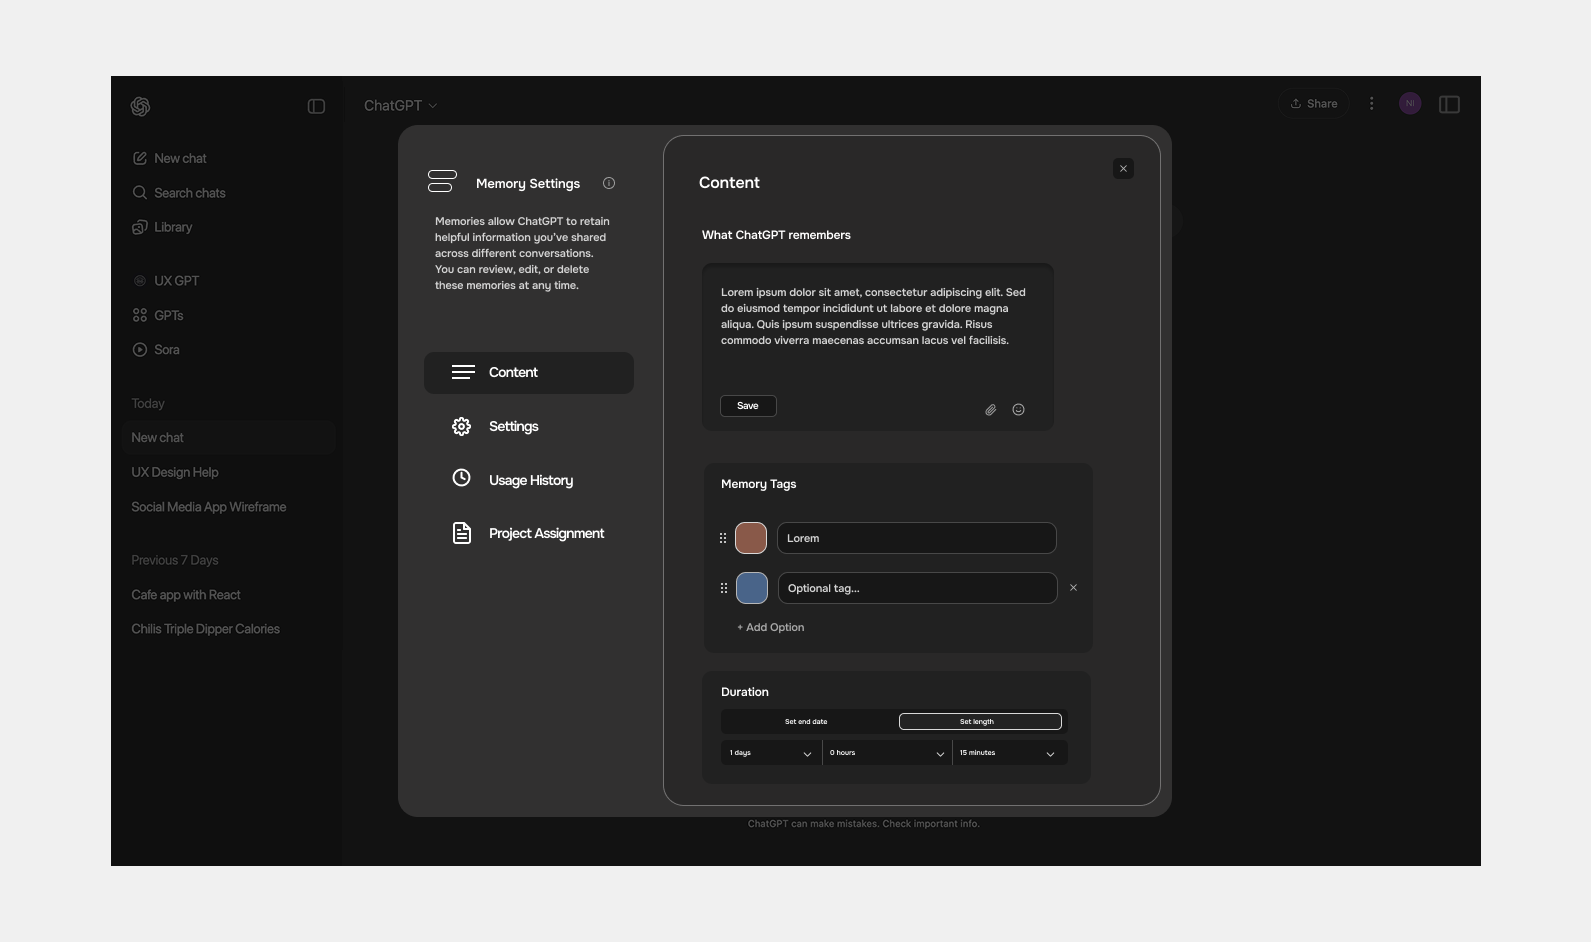 ChatGPT
Share
NI
New chat
Search chats
Library
UX GPT
GPTs
Sora
Today
New chat
UX Design Help
Social Media App Wireframe
Previous 7 Days
Cafe app with React
Chilis Triple Dipper Calories
Memory Settings
Memories allow ChatGPT to retain
helpful information you've shared
across different conversations.
You can review, edit, or delete
these memories at any time.
Content
Settings
Usage History
Project Assignment
Content
What ChatGPT remembers
Lorem ipsum dolor sit amet, consectetur adipiscing elit. Sed
do eiusmod tempor incididunt ut labore et dolore magna
aliqua. Quis ipsum suspendisse ultrices gravida. Risus
commodo viverra maecenas accumsan lacus vel facilisis.
Save
Memory Tags
Lorem
Optional tag...
+ Add Option
Duration
Set end date
Set length
1 days
0 hours
15 minutes
ChatGPT can make mistakes. Check important info.